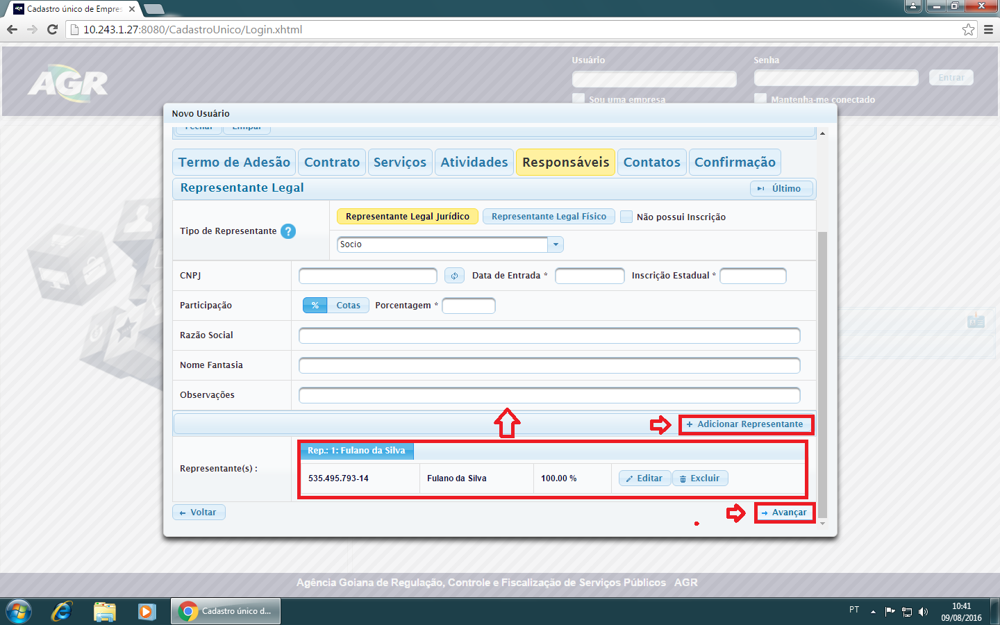 Cadastro único de Empres
10.243.1.27:8080/CadastroUnico/Login.xhtml
AGR
Usuário
Senha
Entrar
Sou uma empresa
Mantenha-me conectado
Novo Usuário
Fechar Limpar
Termo de Adesão Contrato Serviços Atividades Responsáveis Contatos Confirmação
Representante Legal
Último
Tipo de Representante ?
Representante Legal Jurídico Representante Legal Físico Não possui Inscrição
Socio
CNPJ Data de Entrada * Inscrição Estadual *
Participação % Cotas Porcentagem *
Razão Social
Nome Fantasia
Observações
+ Adicionar Representante
Rep.: 1: Fulano da Silva
Representante(s) :
535.495.793-14 Fulano da Silva 100.00 % Editar Excluir
Voltar
Avançar
Agência Goiana de Regulação, Controle e Fiscalização de Serviços Públicos AGR
Cadastro único d...
PT
10:41
09/08/2016